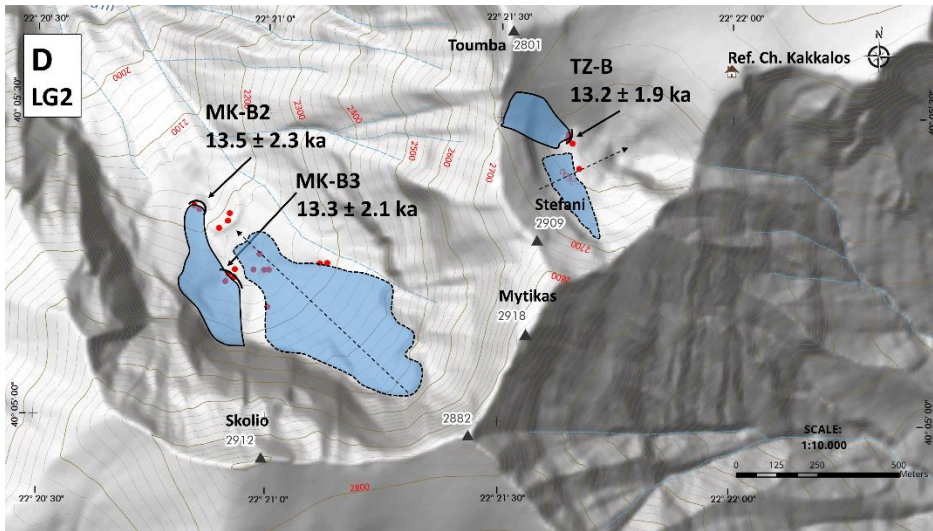 22° 20' 30"
22° 21' 0"
22° 21' 30"
22° 22' 00"
D
LG2
Toumba
2801
N
Ref. Ch. Kakkalos
TZ-B
13.2 ± 1.9 ka
40° 05' 30"
40° 05' 30"
2000
2100
2200
2300
2400
2500
2600
2700
MK-B2
13.5 ± 2.3 ka
MK-B3
13.3 ± 2.1 ka
Stefani
2909
2700
2800
Mytikas
2918
40° 05' 00"
40° 05' 00"
Skolio
2912
2882
SCALE:
1:10.000
0 125 250 500
Meters
2800
22° 20' 30"
22° 21' 0"
22° 21' 30"
22° 22' 00"